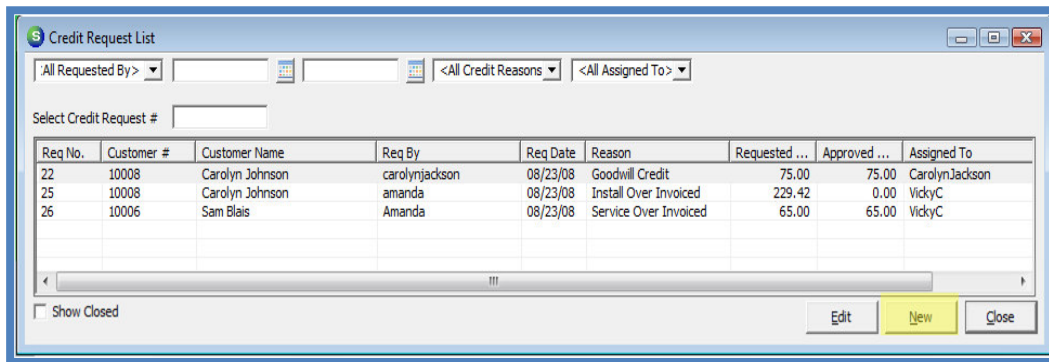 S Credit Request List
:All Requested By> <All Credit Reasons <All Assigned To>
Select Credit Request #
Req No. Customer # Customer Name Req By Req Date Reason Requested ... Approved ... Assigned To
22 10008 Carolyn Johnson carolynjackson 08/23/08 Goodwill Credit 75.00 75.00 CarolynJackson
25 10008 Carolyn Johnson amanda 08/23/08 Install Over Invoiced 229.42 0.00 VickyC
26 10006 Sam Blais Amanda 08/23/08 Service Over Invoiced 65.00 65.00 VickyC
Show Closed Edit New Close